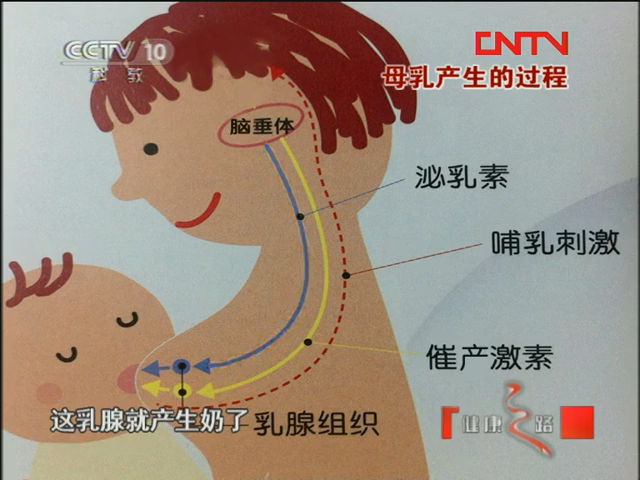 CCTV 10
科 教
CNTV
母乳产生的过程
脑垂体
泌乳素
哺乳刺激
催产激素
这乳腺就产生奶了
乳腺组织
健康之路